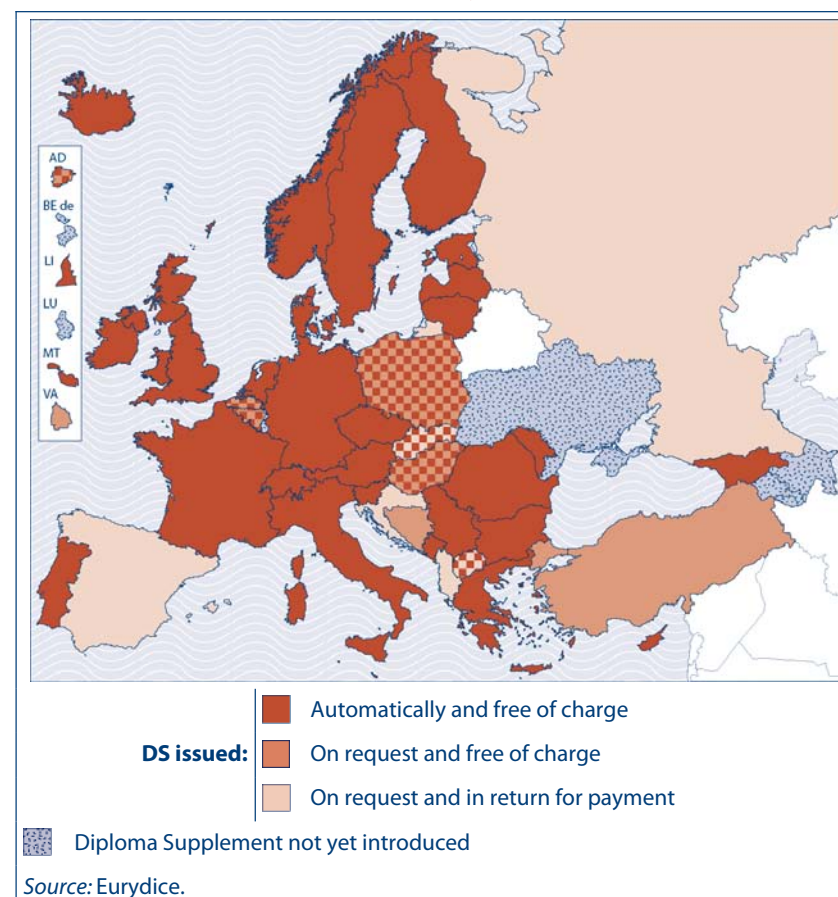 AD
BE de
LI
LU
MT
VA
Automatically and free of charge
DS issued: On request and free of charge
On request and in return for payment
Diploma Supplement not yet introduced
Source: Eurydice.